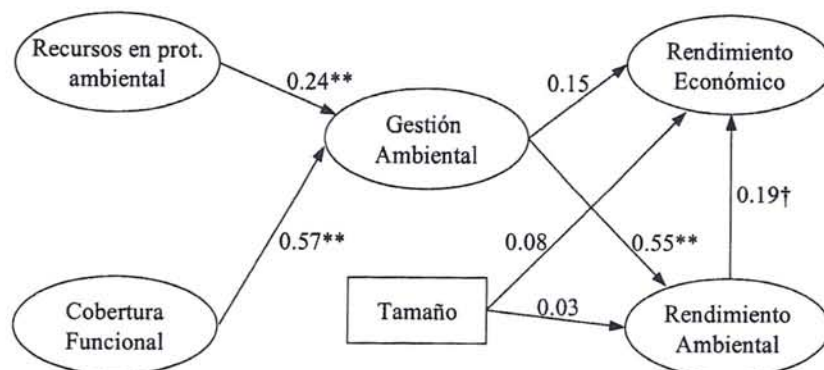 Recursos en prot.
ambiental
0.24**
Gestión
Ambiental
0.15
Rendimiento
Económico
0.57**
0.08
0.55**
0.19†
Cobertura
Funcional
Tamaño
0.03
Rendimiento
Ambiental